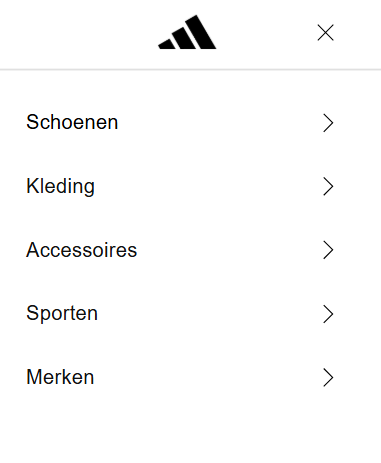 Schoenen
Kleding
Accessoires
Sporten
Merken